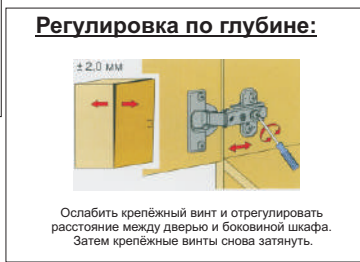 Регулировка по глубине:
±2,0 мм
Ослабить крепёжный винт и отрегулировать
расстояние между дверью и боковиной шкафа.
Затем крепёжные винты снова затянуть.